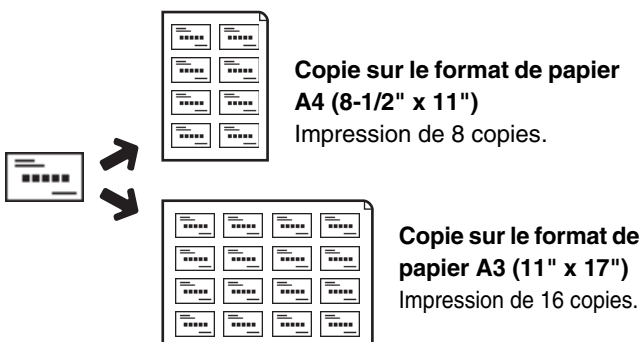 Copie sur le format de papier
A4 (8-1/2" x 11")
Impression de 8 copies.
Copie sur le format de
papier A3 (11" x 17")
Impression de 16 copies.